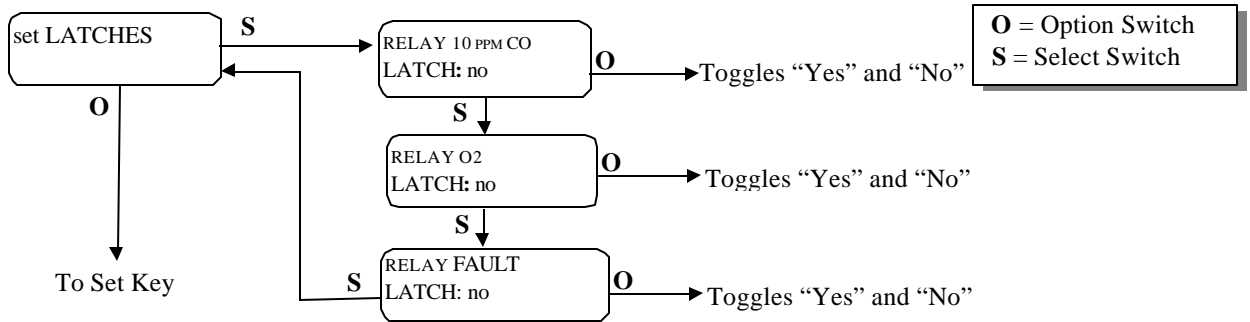 set LATCHES
S
RELAY 10 PPM CO
LATCH: no
O
Toggles “Yes” and “No”
O = Option Switch
S = Select Switch
O
S
RELAY O2
LATCH: no
O
Toggles “Yes” and “No”
S
To Set Key
S
RELAY FAULT
LATCH: no
O
Toggles “Yes” and “No”